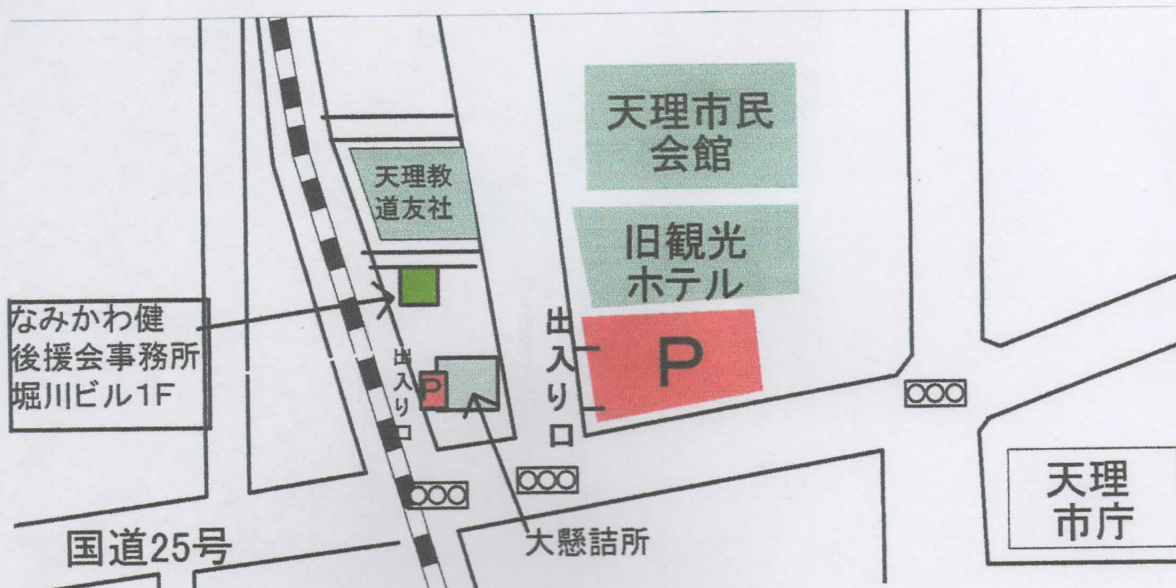 天理市民
会館
天理教
道友社
旧観光
ホテル
なみかわ健
後援会事務所
堀川ビル1F
出入り口
P
出入り口
P
大懸詰所
国道25号
天理
市庁